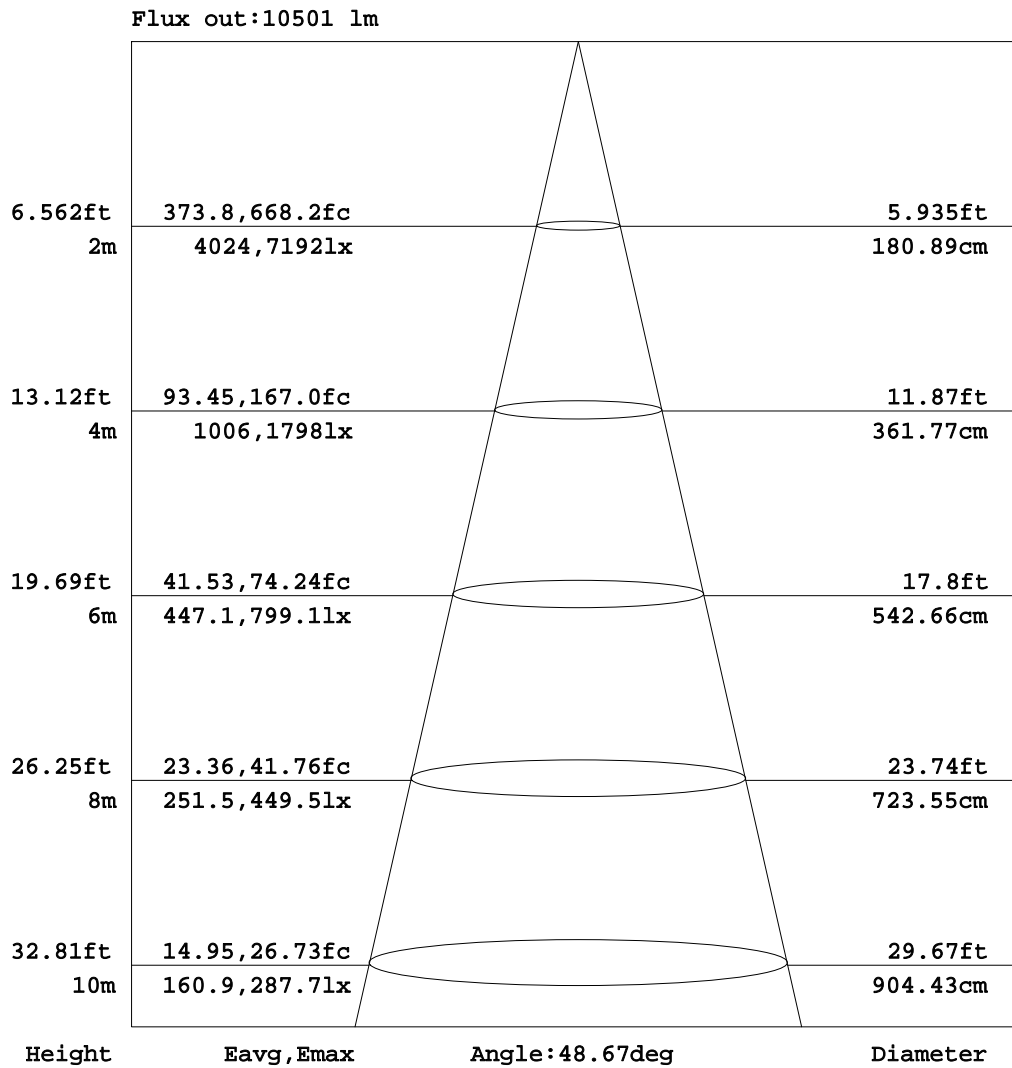 Flux out:10501 lm
6.562ft 373.8,668.2fc 5.935ft
2m 4024,7192lx 180.89cm
13.12ft 93.45,167.0fc 11.87ft
4m 1006,1798lx 361.77cm
19.69ft 41.53,74.24fc 17.8ft
6m 447.1,799.1lx 542.66cm
26.25ft 23.36,41.76fc 23.74ft
8m 251.5,449.5lx 723.55cm
32.81ft 14.95,26.73fc 29.67ft
10m 160.9,287.7lx 904.43cm
Height Eavg,Emax Angle:48.67deg Diameter